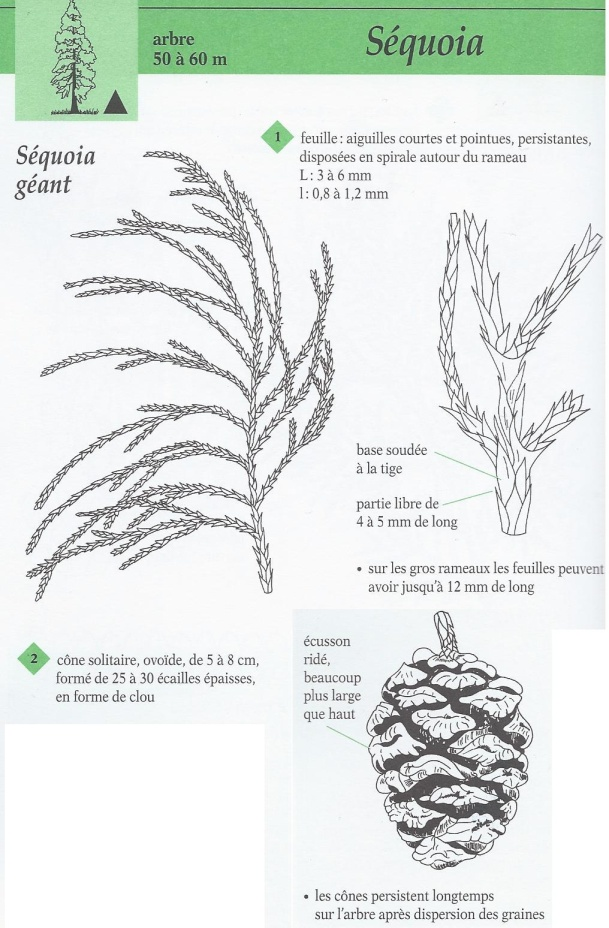 arbre
50 à 60 m
Séquoia
Séquoia
géant
1
feuille : aiguilles courtes et pointues, persistantes,
disposées en spirale autour du rameau
L : 3 à 6 mm
l : 0,8 à 1,2 mm
base soudée
à la tige
partie libre de
4 à 5 mm de long
• sur les gros rameaux les feuilles peuvent
avoir jusqu'à 12 mm de long
2
cône solitaire, ovoïde, de 5 à 8 cm,
formé de 25 à 30 écailles épaisses,
en forme de clou
écusson
ridé,
beaucoup
plus large
que haut
• les cônes persistent longtemps
sur l'arbre après dispersion des graines